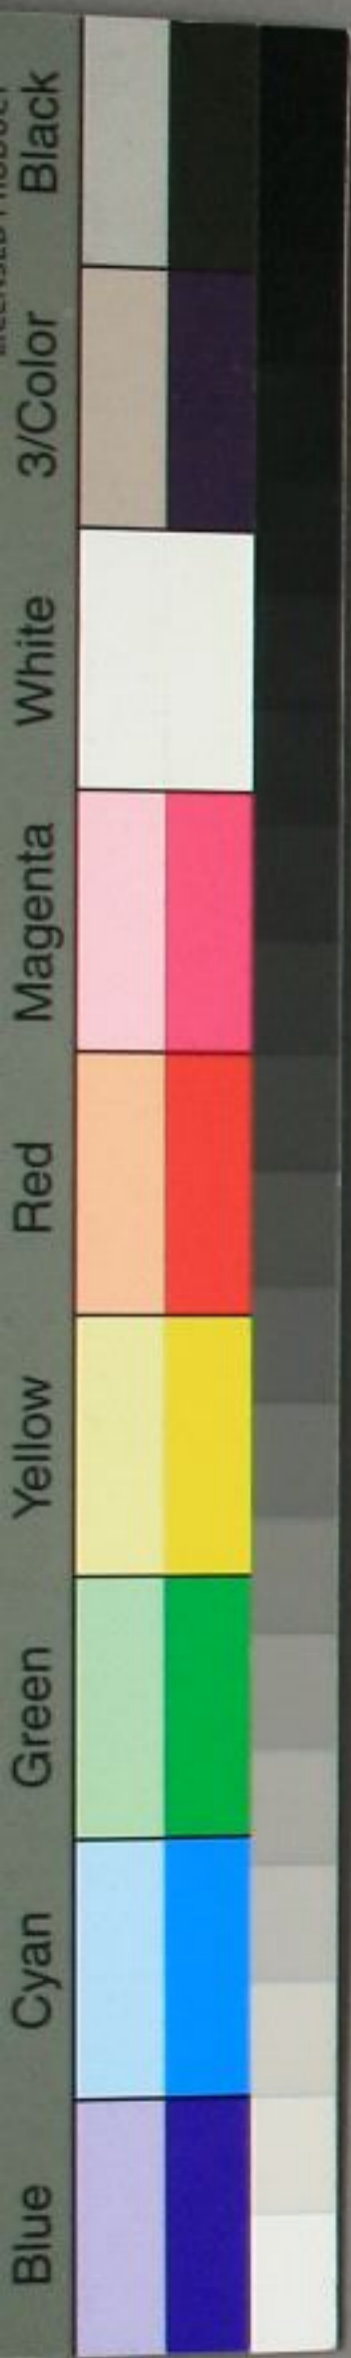 Blue
Cyan
Green
Yellow
Red
Magenta
White
3/Color
Black